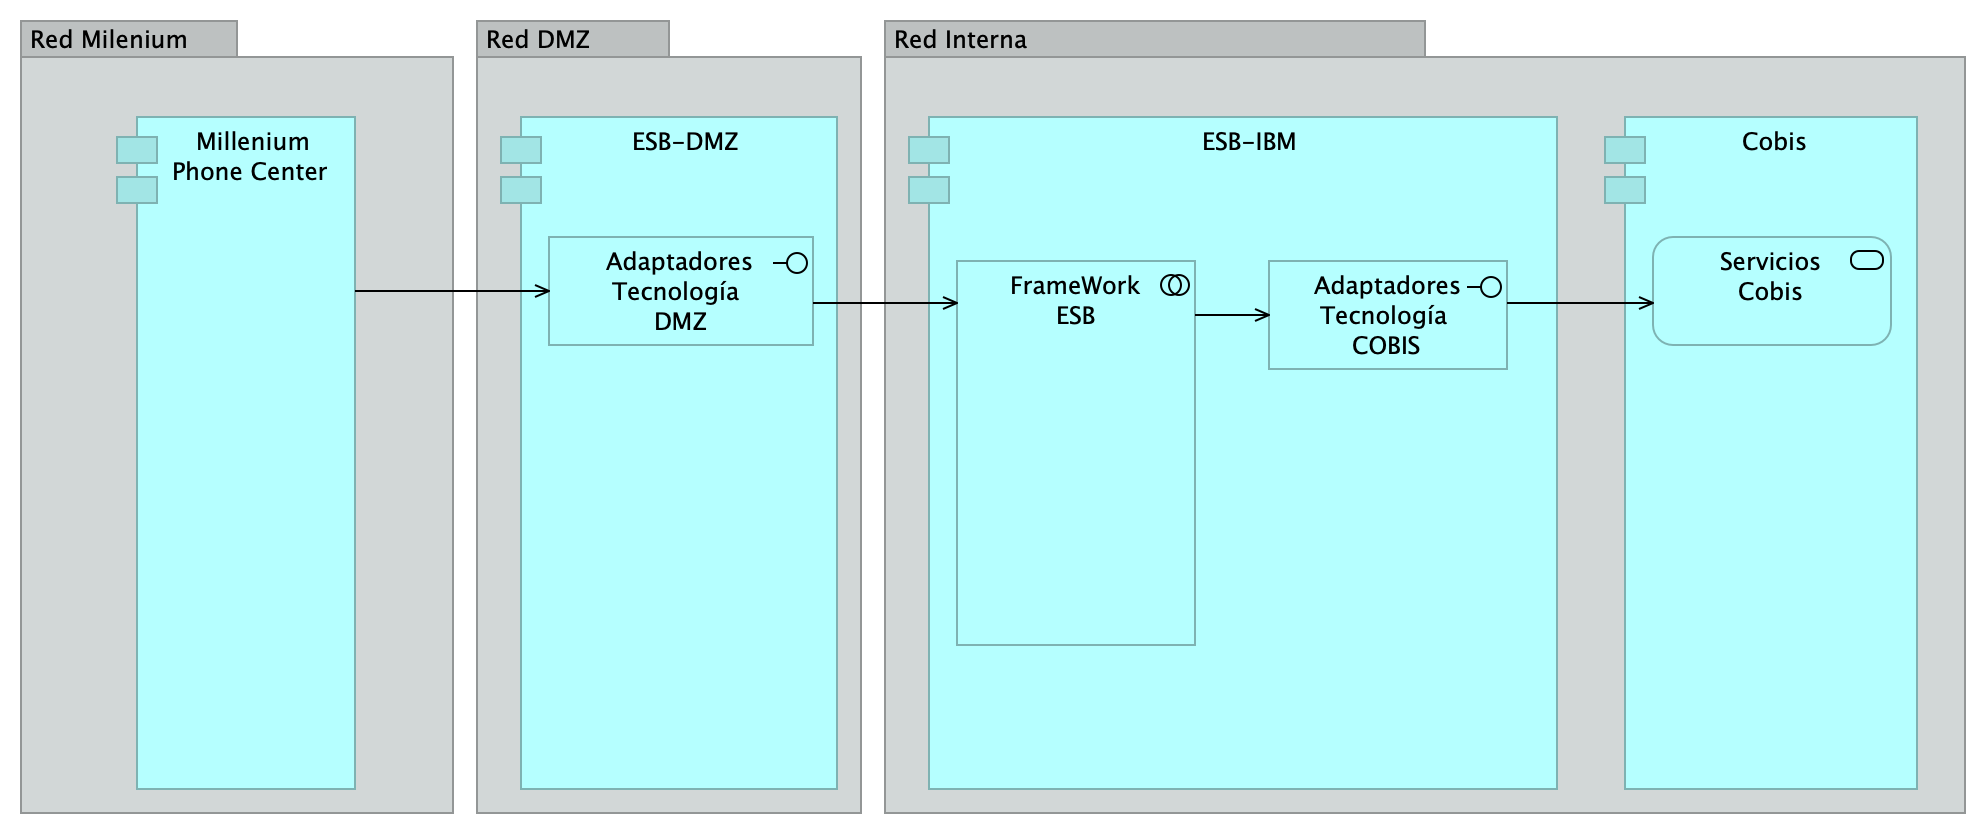 Red Milenium
Red DMZ
Red Interna
Millenium
Phone Center
ESB-DMZ
Adaptadores
Tecnología
DMZ
ESB-IBM
FrameWork
ESB
Adaptadores
Tecnología
COBIS
Cobis
Servicios
Cobis